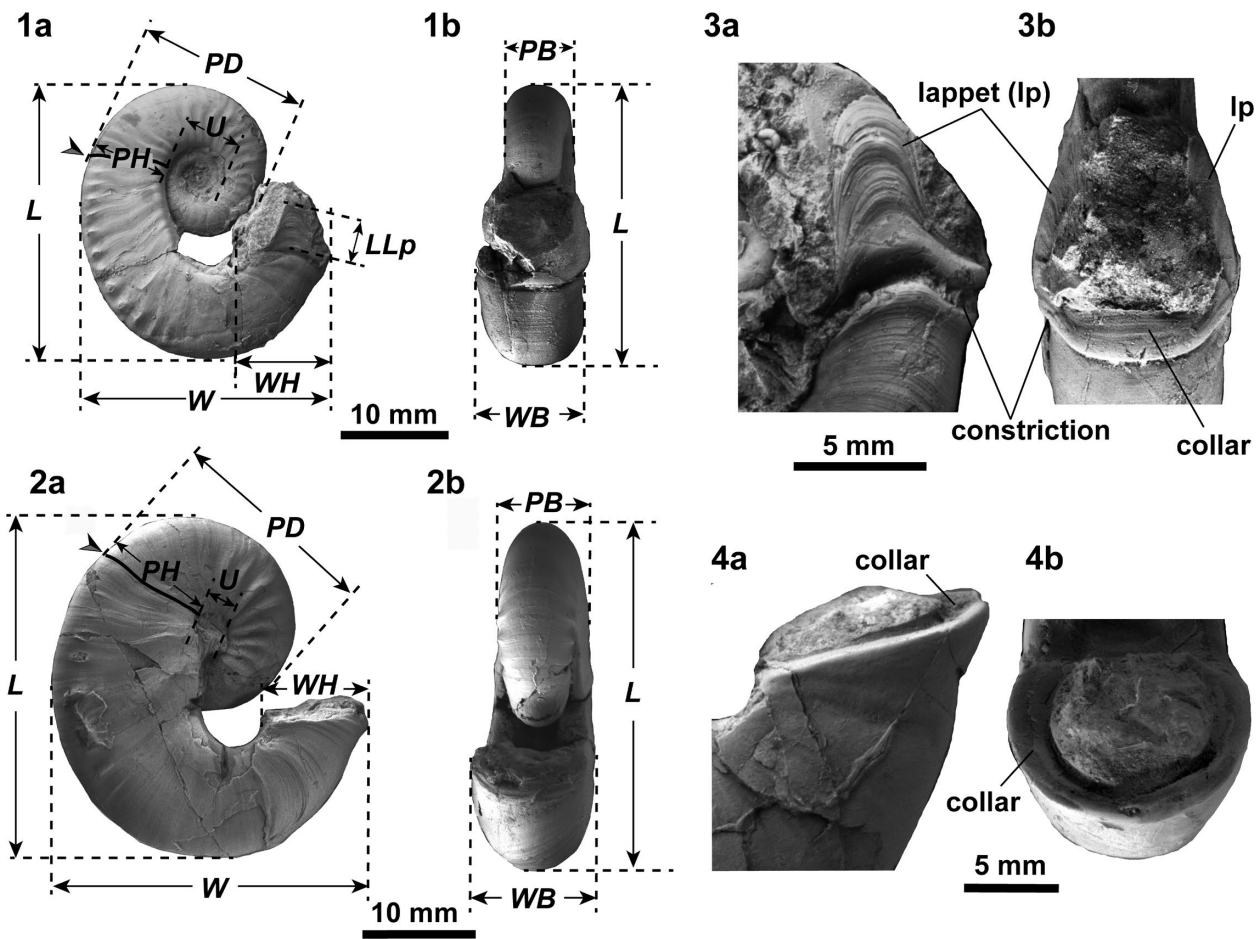 1a
1b
3a
3b
PD
PB
lappet (lp)
lp
U
PH
L
L
LLp
WH
W
WB
10 mm
constriction
collar
5 mm
2a
2b
PB
PD
4a
4b
collar
PH
U
L
WH
L
collar
W
WB
10 mm
5 mm